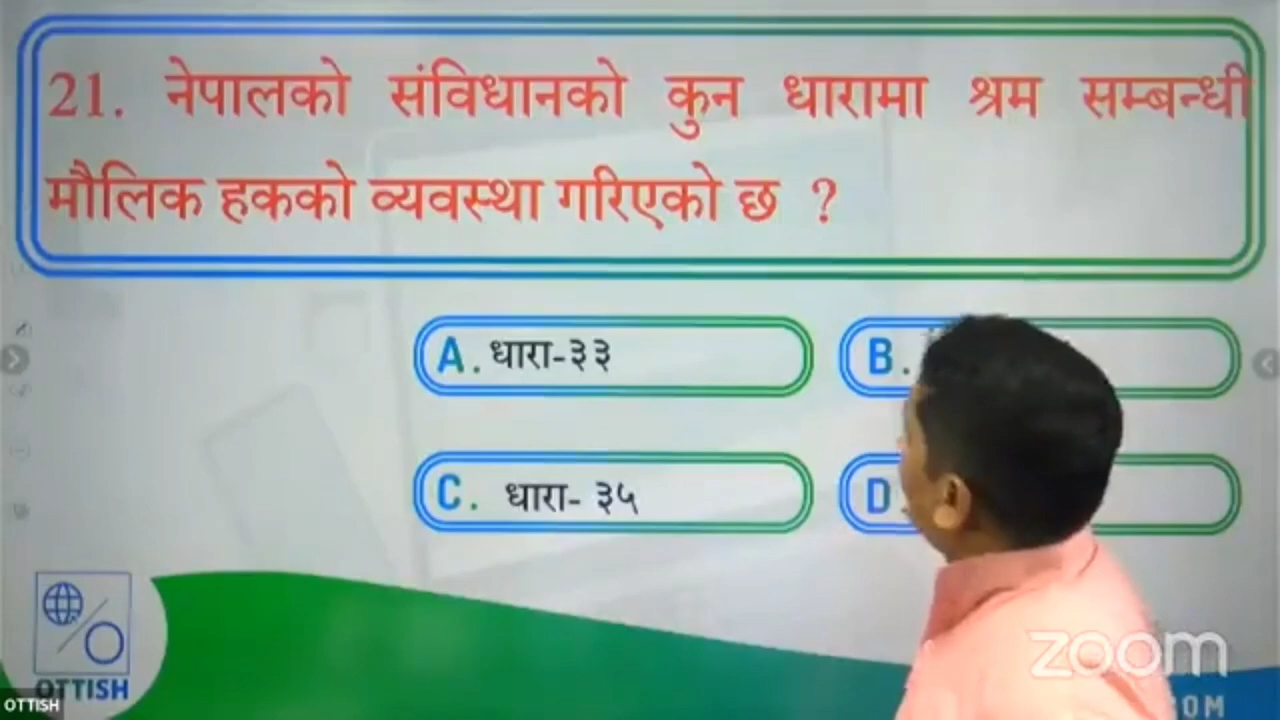 21. नेपालको संविधानको कुन धारामा श्रम सम्बन्धी
मौलिक हकको व्यवस्था गरिएको छ ?
A. धारा-३३
B.
C. धारा- ३५
D
OTTISH
OTTISH
zoom
OM